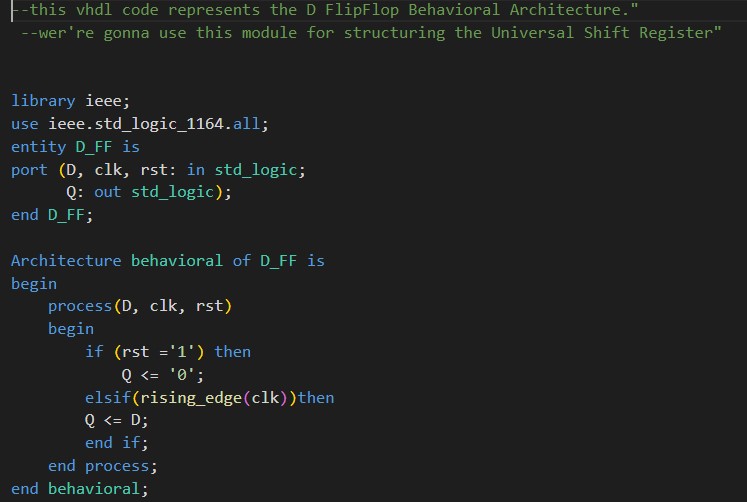 --this vhdl code represents the D FlipFlop Behavioral Architecture."
--wer're gonna use this module for structuring the Universal Shift Register"
library ieee;
use ieee.std_logic_1164.all;
entity D_FF is
port (D, clk, rst: in std_logic;
Q: out std_logic);
end D_FF;
Architecture behavioral of D_FF is
begin
process(D, clk, rst)
begin
if (rst ='1') then
Q <= '0';
elsif(rising_edge(clk))then
Q <= D;
end if;
end process;
end behavioral;